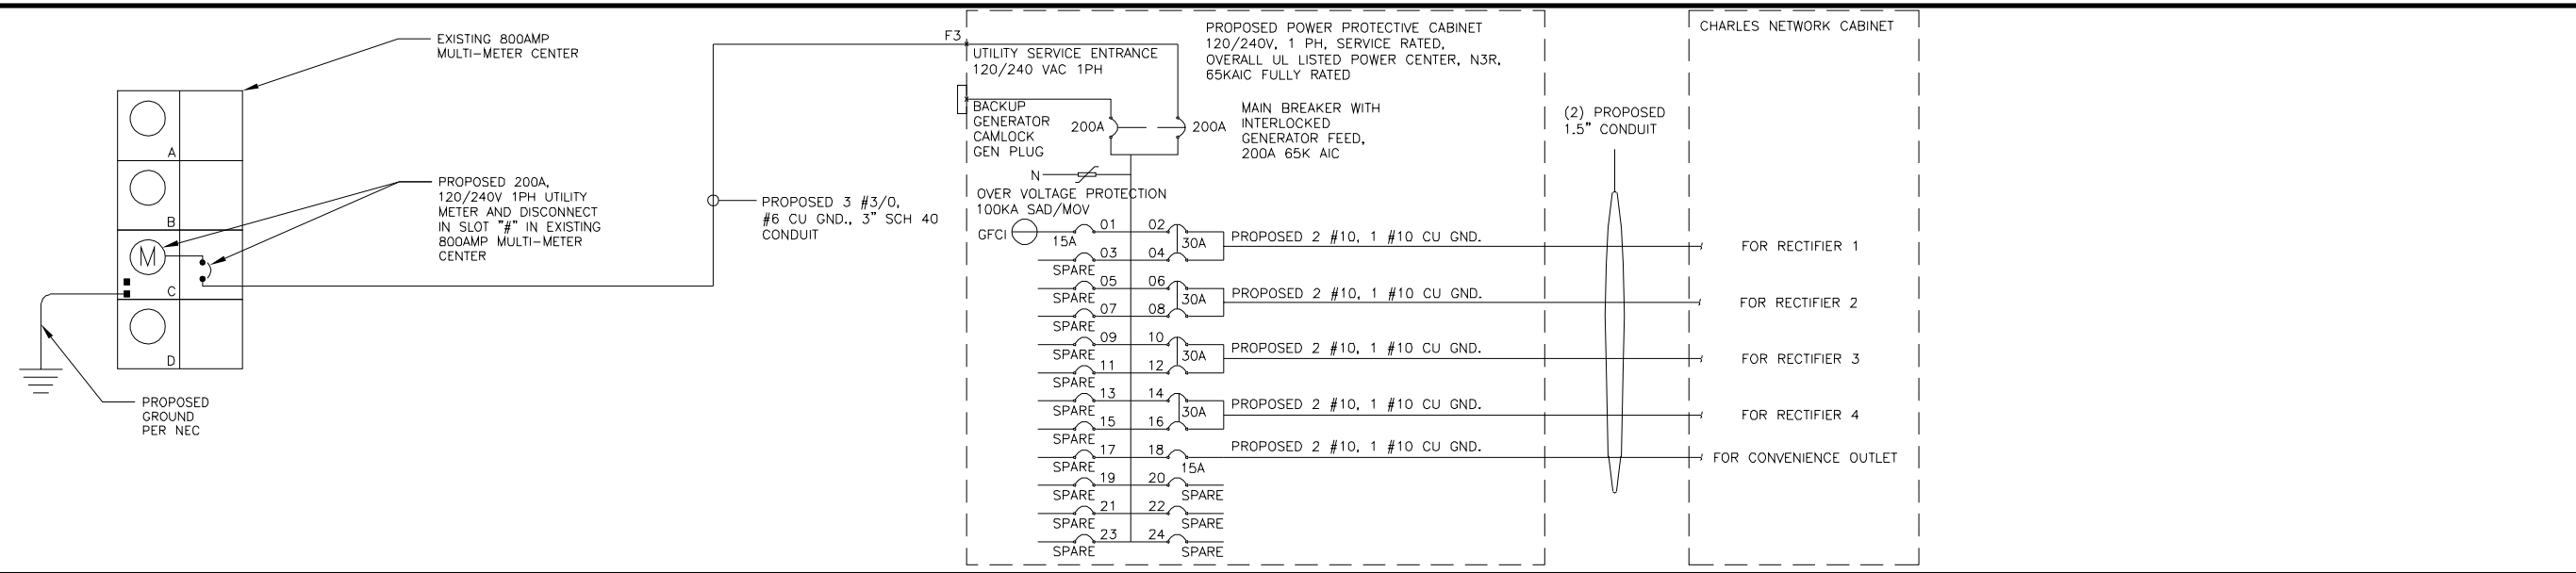 EXISTING 800AMP
MULTI-METER CENTER
A
B
M
C
D
PROPOSED 200A,
120/240V 1PH UTILITY
METER AND DISCONNECT
IN SLOT "#" IN EXISTING
800AMP MULTI-METER
CENTER
PROPOSED
GROUND
PER NEC
PROPOSED 3 #3/0,
#6 CU GND., 3" SCH 40
CONDUIT
F3
UTILITY SERVICE ENTRANCE
120/240 VAC 1PH
BACKUP
GENERATOR
CAMLOCK
GEN PLUG
200A
200A
PROPOSED POWER PROTECTIVE CABINET
120/240V, 1 PH, SERVICE RATED,
OVERALL UL LISTED POWER CENTER, N3R,
65KAIC FULLY RATED
MAIN BREAKER WITH
INTERLOCKED
GENERATOR FEED,
200A 65K AIC
N
OVER VOLTAGE PROTECTION
100KA SAD/MOV
GFCI
15A
01 02
30A
PROPOSED 2 #10, 1 #10 CU GND.
FOR RECTIFIER 1
03 04
SPARE
05 06
SPARE
30A
PROPOSED 2 #10, 1 #10 CU GND.
FOR RECTIFIER 2
07 08
SPARE
09 10
SPARE
30A
PROPOSED 2 #10, 1 #10 CU GND.
FOR RECTIFIER 3
11 12
SPARE
13 14
SPARE
30A
PROPOSED 2 #10, 1 #10 CU GND.
FOR RECTIFIER 4
15 16
SPARE
17 18
SPARE
15A
PROPOSED 2 #10, 1 #10 CU GND.
FOR CONVENIENCE OUTLET
19 20
SPARE SPARE
21 22
SPARE SPARE
23 24
SPARE SPARE
(2) PROPOSED
1.5" CONDUIT
CHARLES NETWORK CABINET